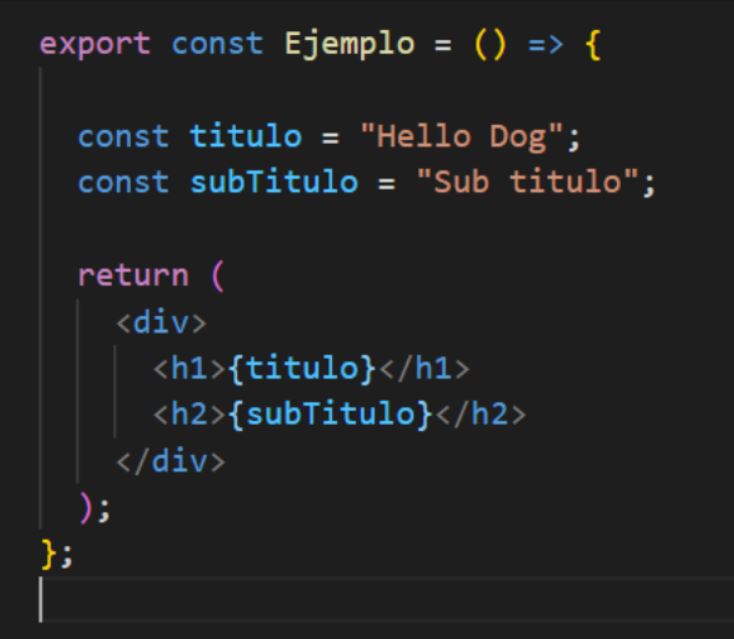 export const Ejemplo = () => {
const titulo = "Hello Dog";
const subTitulo = "Sub titulo";
return (
<div>
<h1>{titulo}</h1>
<h2>{subTitulo}</h2>
</div>
);
};